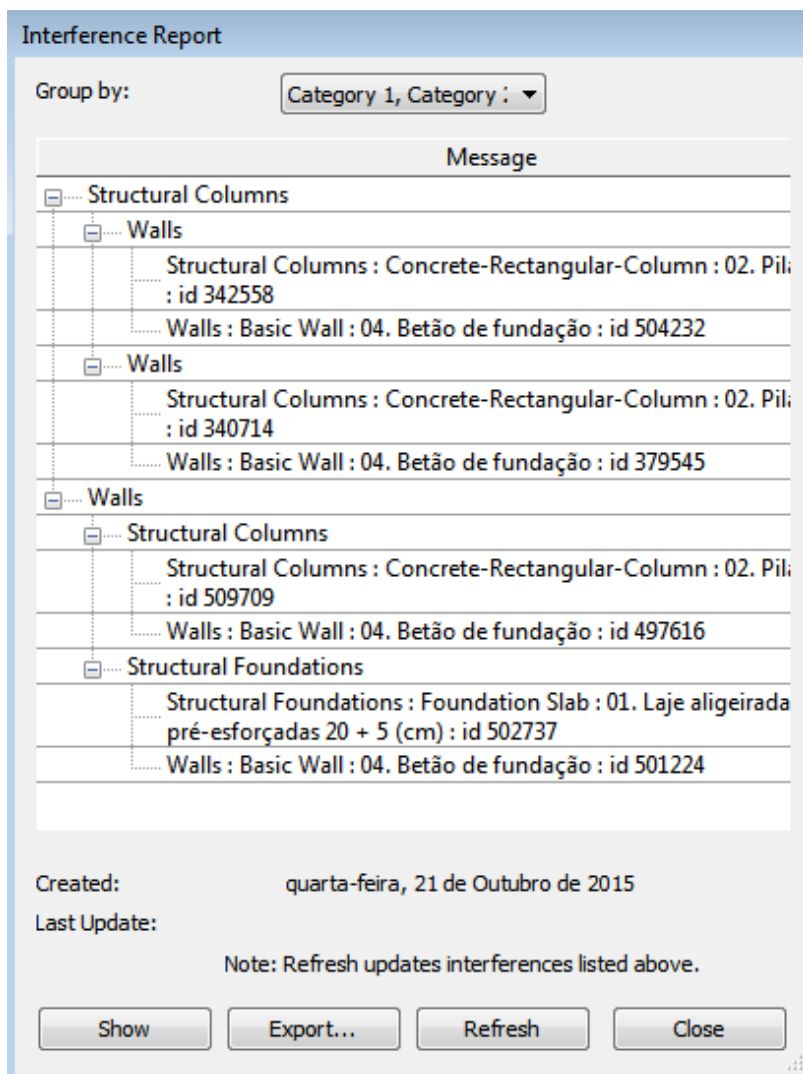 Interference Report
Group by:
Category 1, Category
Message
Structural Columns
Walls
Structural Columns : Concrete-Rectangular-Column : 02.
: id 342558
Walls : Basic Wall : 04. Betão de fundação : id 504232
Walls
Structural Columns : Concrete-Rectangular-Column : 02.
: id 340714
Walls : Basic Wall : 04. Betão de fundação : id 379545
Walls
Structural Columns
Structural Columns : Concrete-Rectangular-Column : 02.
: id 509709
Walls : Basic Wall : 04. Betão de fundação : id 497616
Structural Foundations
Structural Foundations : Foundation Slab : 01. Laje aligeirada
pré-esforçadas 20 + 5 (cm) : id 502737
Walls : Basic Wall : 04. Betão de fundação : id 501224
Created: quarta-feira, 21 de Outubro de 2015
Last Update:
Note: Refresh updates interferences listed above.
Show Export... Refresh Close